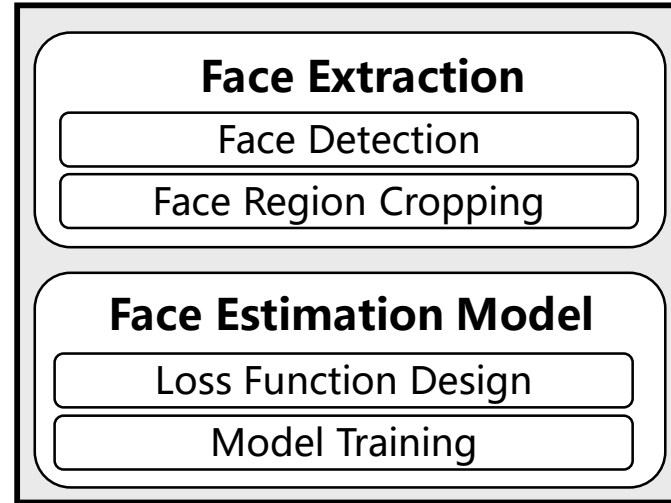 Face Extraction
Face Detection
Face Region Cropping
Face Estimation Model
Loss Function Design
Model Training